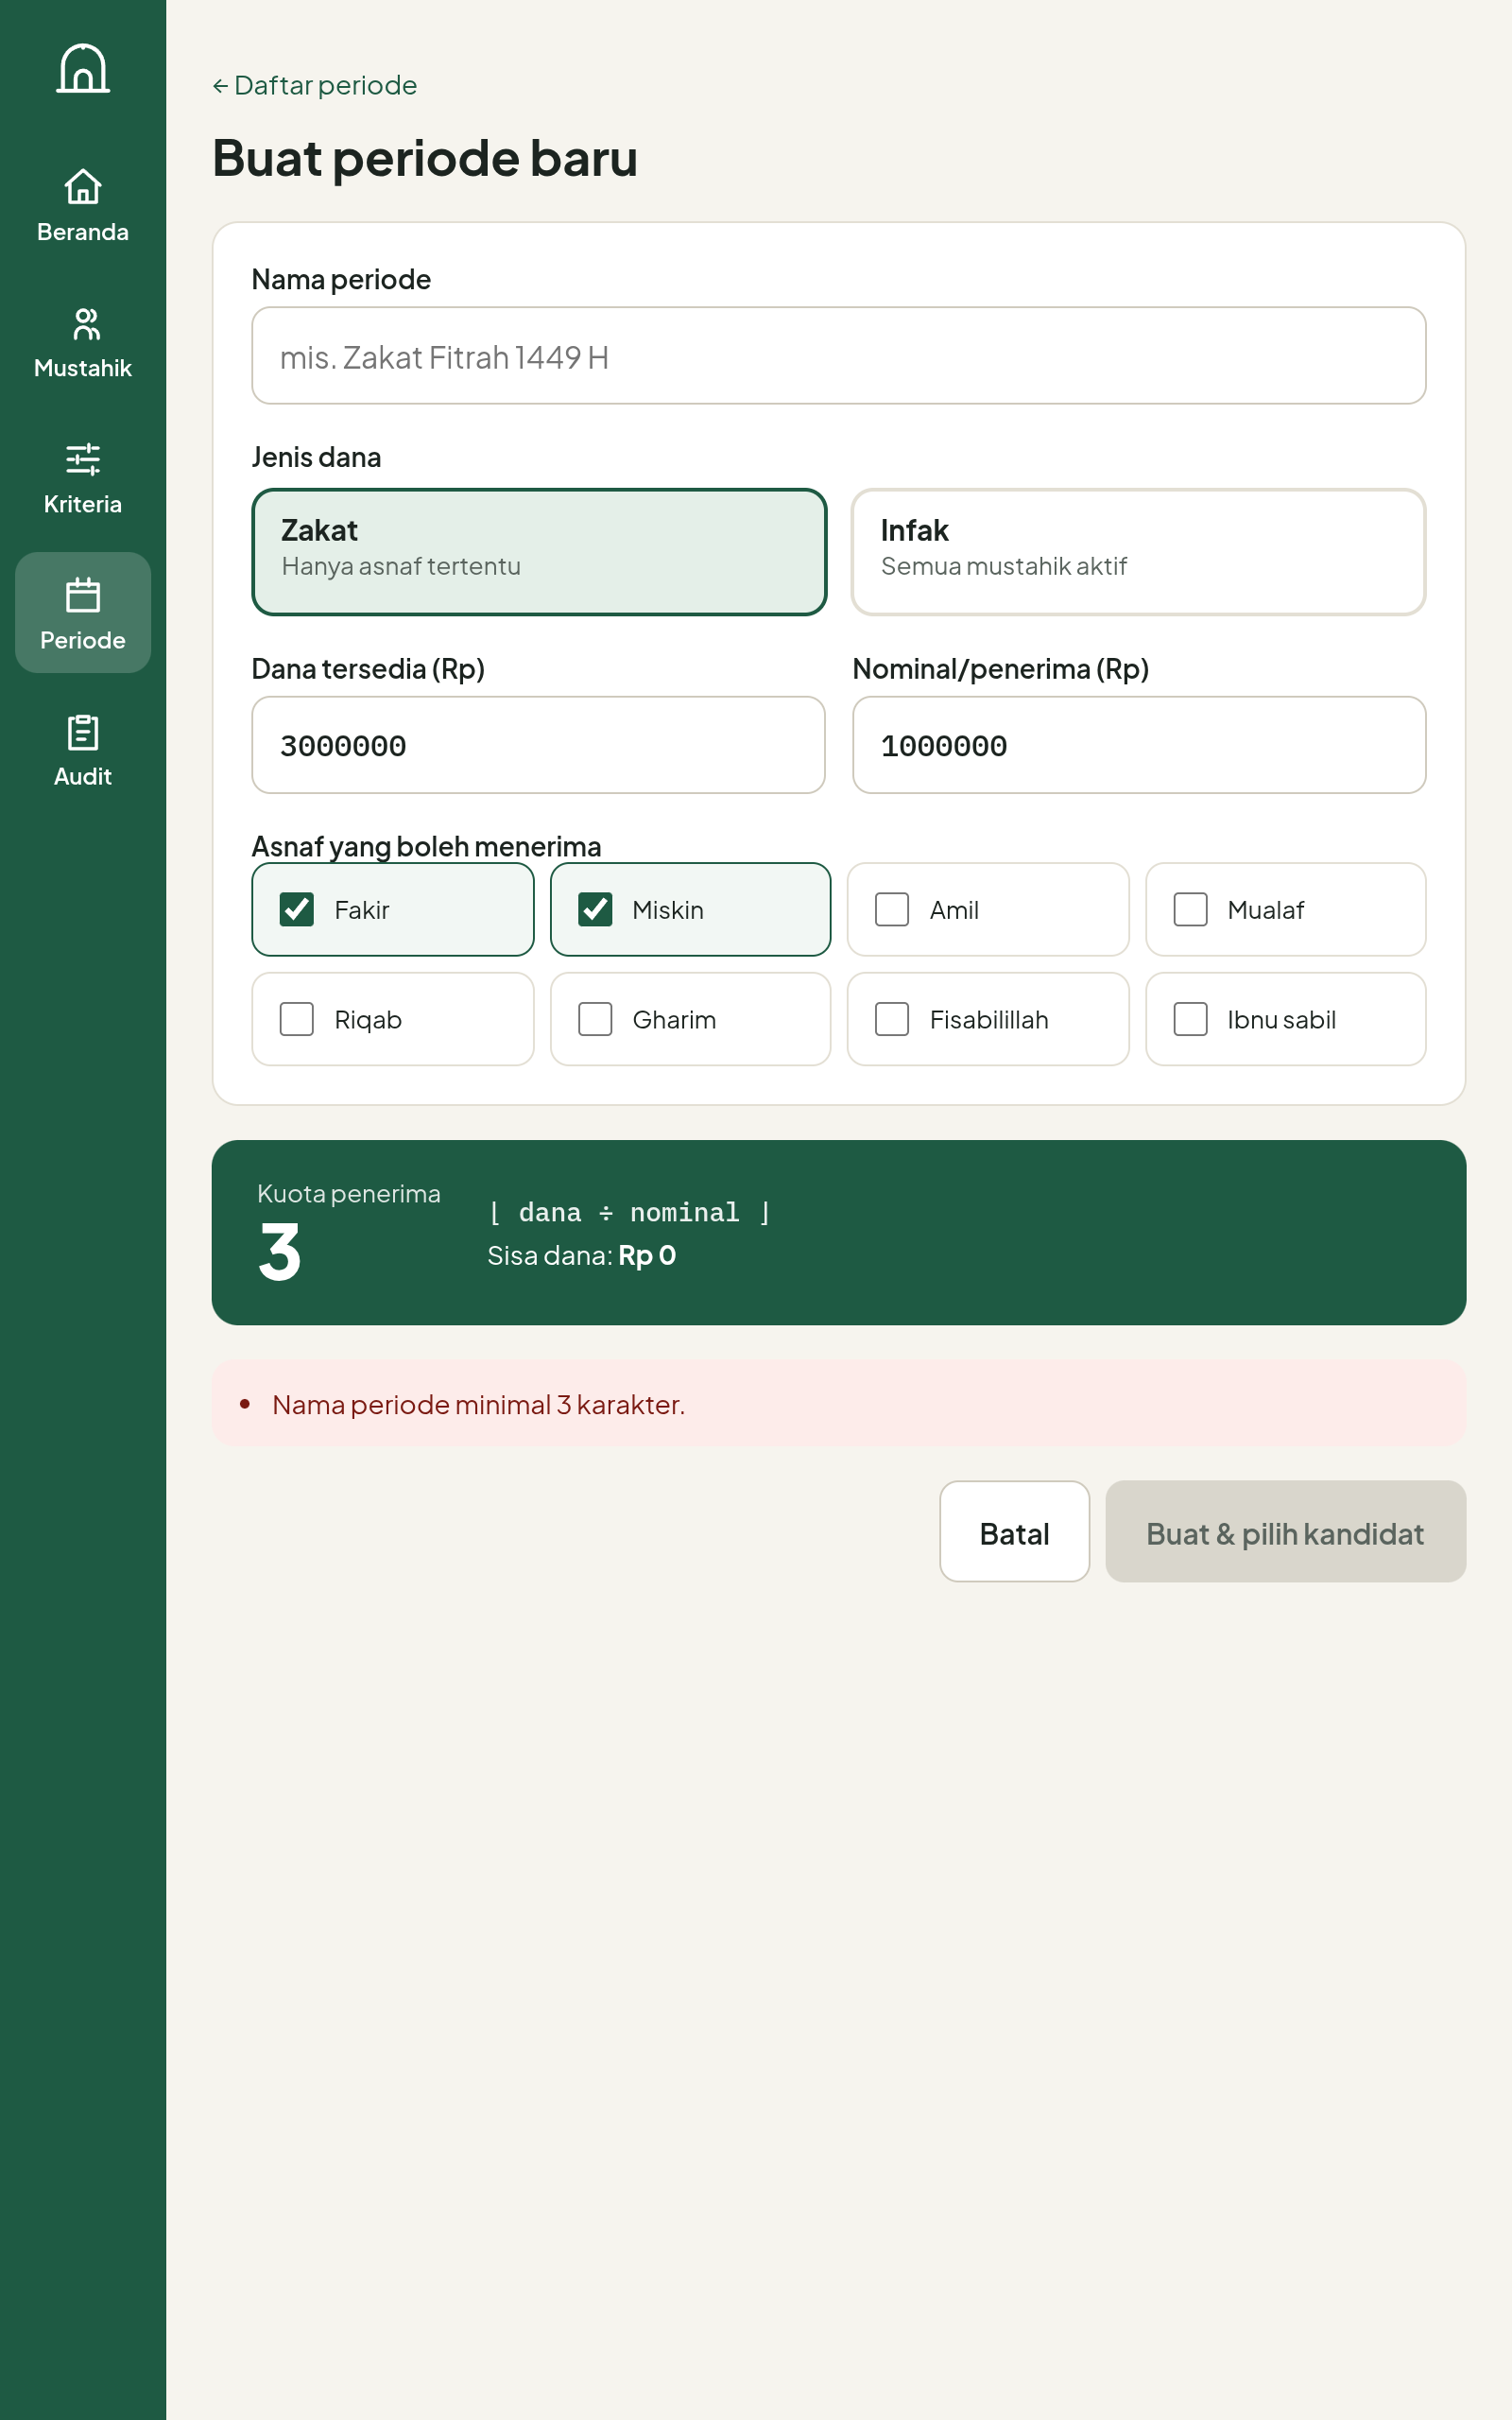 Beranda
Mustahik
Kriteria
Periode
Audit
← Daftar periode
Buat periode baru
Nama periode
mis. Zakat Fitrah 1449 H
Jenis dana
Zakat
Hanya asnaf tertentu
Infak
Semua mustahik aktif
Dana tersedia (Rp)
3000000
Nominal/penerima (Rp)
1000000
Asnaf yang boleh menerima
Fakir
Miskin
Amil
Mualaf
Riqab
Gharim
Fisabilillah
Ibnu sabil
Kuota penerima
3
⌊ dana ÷ nominal ⌋
Sisa dana: Rp 0
• Nama periode minimal 3 karakter.
Batal
Buat & pilih kandidat